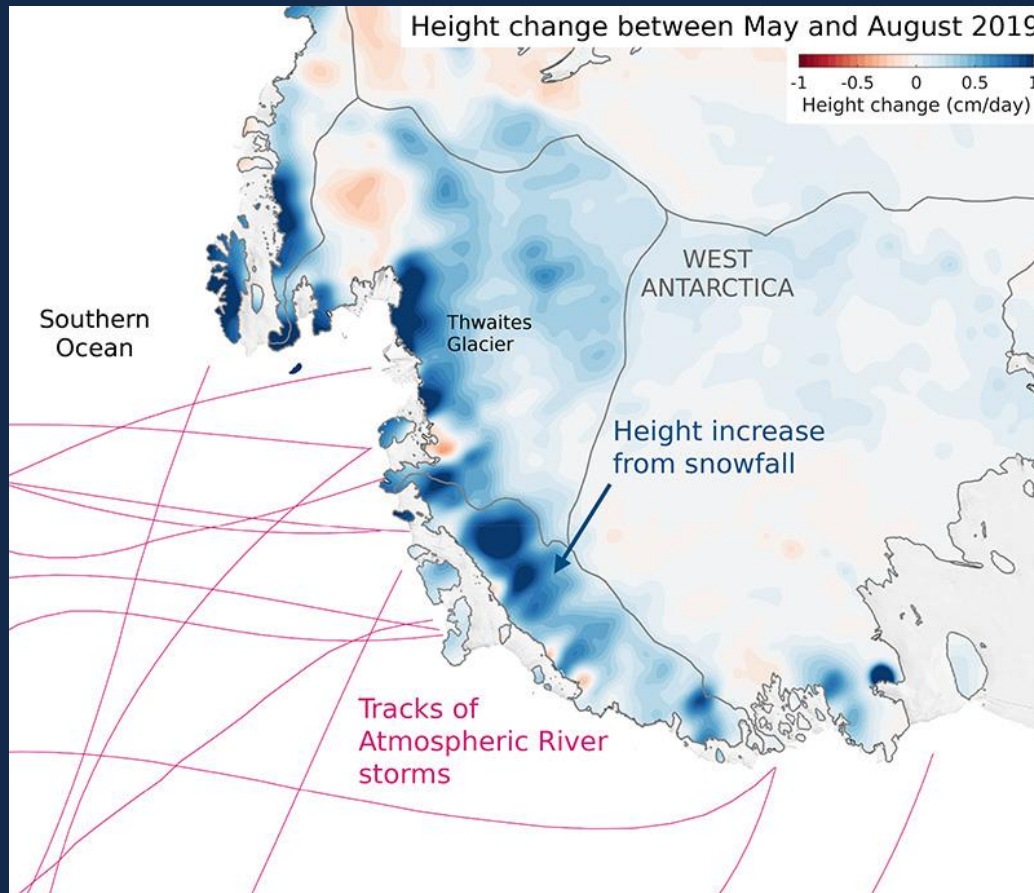 Height change between May and August 2019
-1 -0.5 0 0.5 1
Height change (cm/day)
WEST
ANTARCTICA
Southern
Ocean
Thwaites
Glacier
Height increase
from snowfall
Tracks of
Atmospheric River
storms